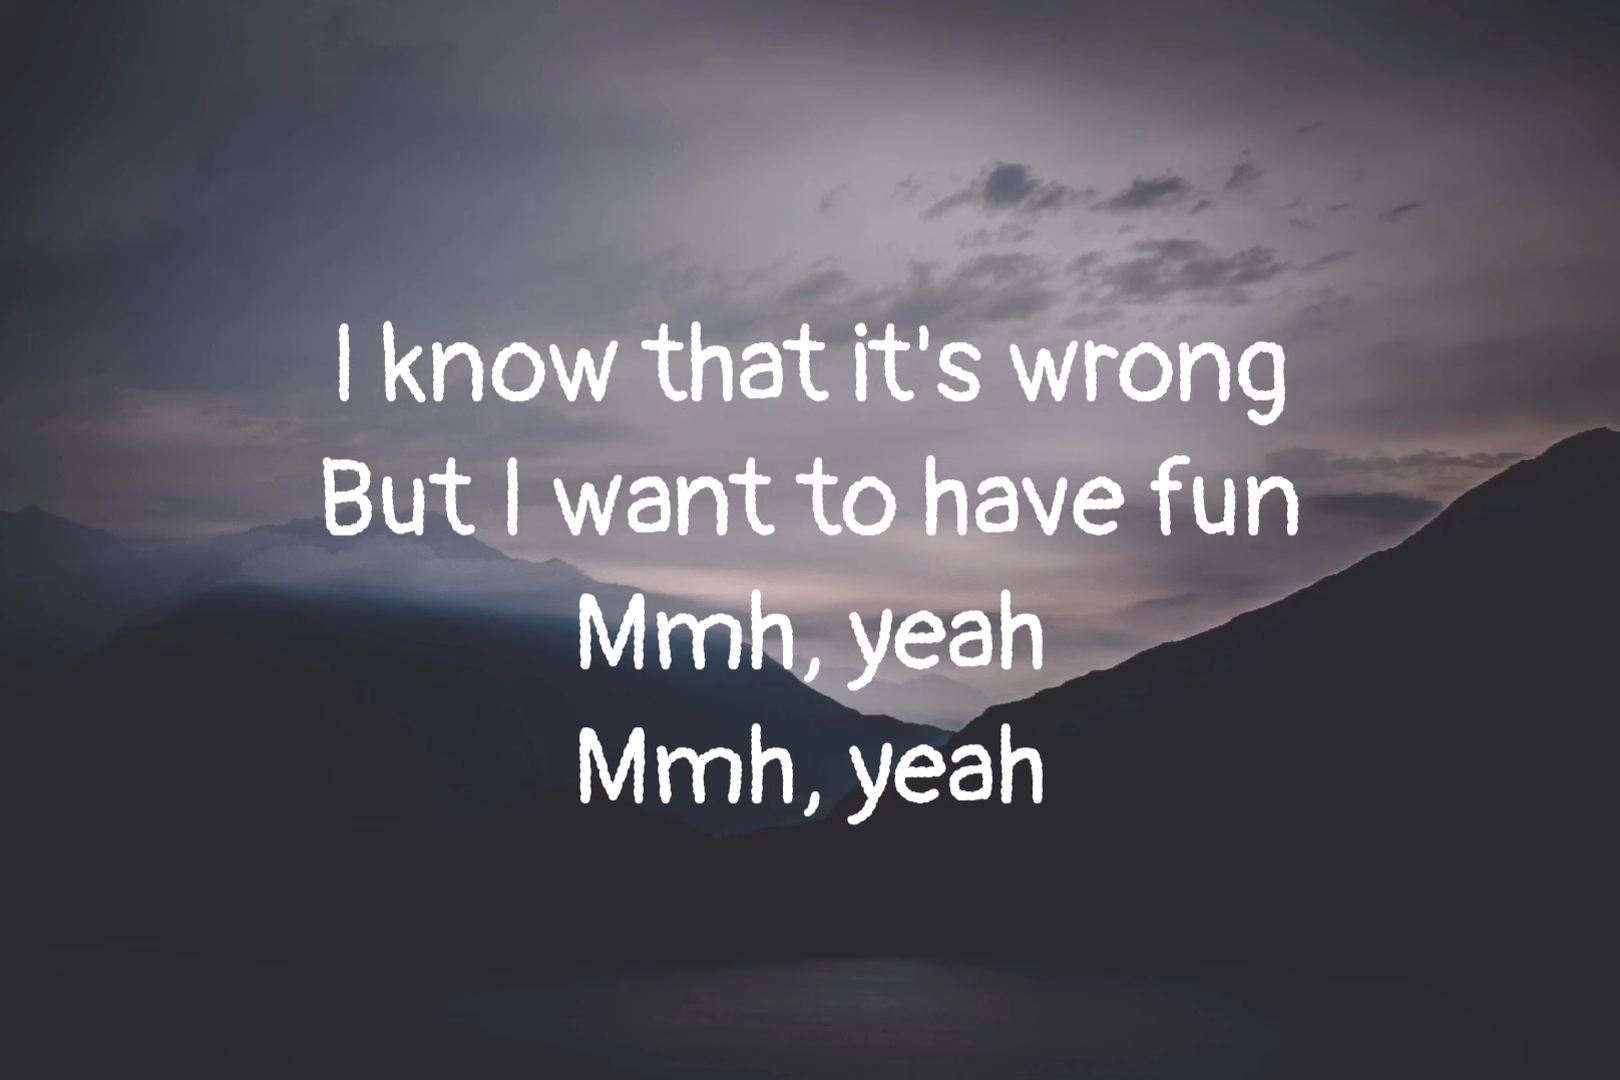 I know that it's wrong
But I want to have fun
Mmh, yeah
Mmh, yeah